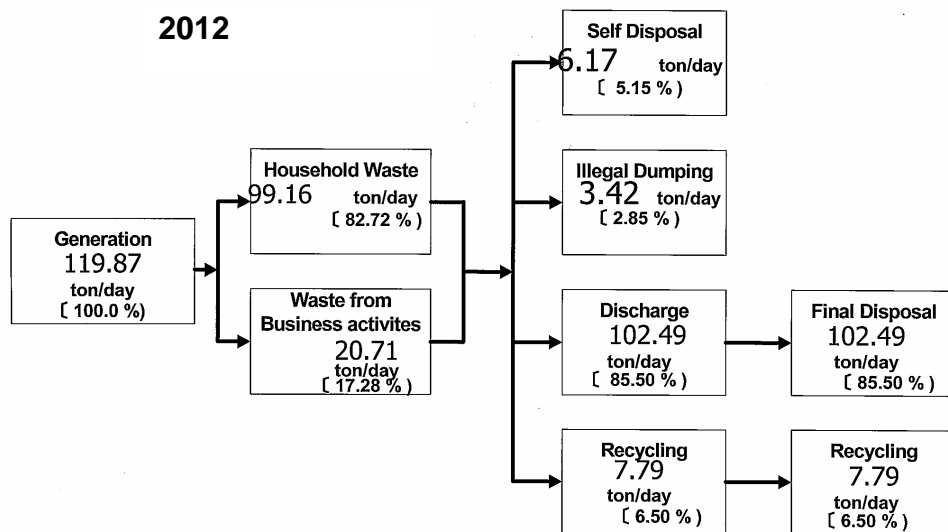 2012
Generation
119.87
ton/day
〔 100.0 %)
Household Waste
99.16 ton/day
〔 82.72 % )
Waste from
Business activites
20.71
ton/day
〔 17.28 % )
Self Disposal
6.17 ton/day
〔 5.15 % )
Illegal Dumping
3.42 ton/day
〔 2.85 % )
Discharge
102.49
ton/day
〔 85.50 % )
Final Disposal
102.49
ton/day
〔 85.50 % )
Recycling
7.79
ton/day
〔 6.50 % )
Recycling
7.79
ton/day
〔 6.50 % )